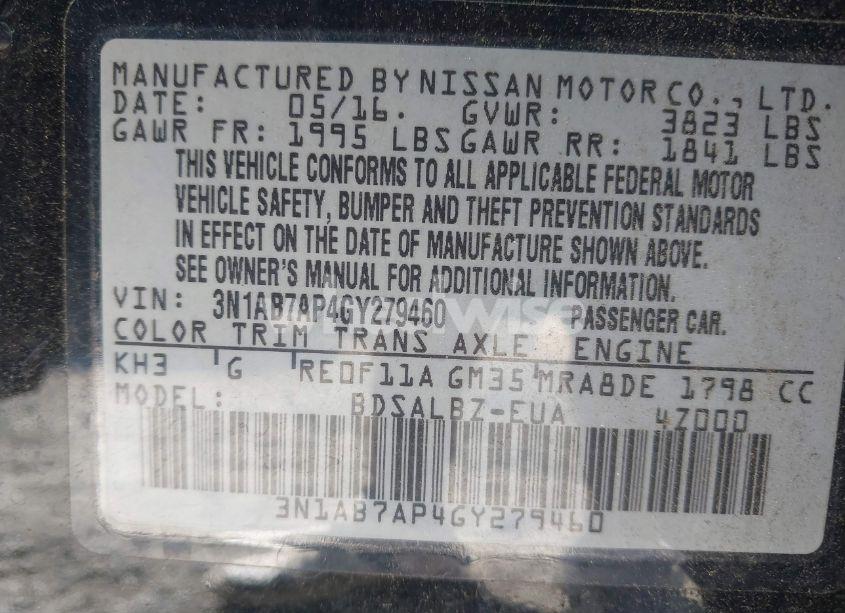 MANUFACTURED BY NISSAN MOTOR CO., LTD.
DATE: 05/16. GVWR: 3823 LBS
GAWR FR: 1995 LBS GAWR RR: 1841 LBS
THIS VEHICLE CONFORMS TO ALL APPLICABLE FEDERAL MOTOR
VEHICLE SAFETY, BUMPER AND THEFT PREVENTION STANDARDS
IN EFFECT ON THE DATE OF MANUFACTURE SHOWN ABOVE.
SEE OWNER'S MANUAL FOR ADDITIONAL INFORMATION.
VIN: 3N1AB7AP4GY279460 PASSENGER CAR.
COLOR TRIM TRANS AXLE ENGINE
KH3 G RE0F11A GM35 MRA8DE 1798 CC
MODEL: BDSALBZ-EUA 4Z000
3N1AB7AP4GY279460